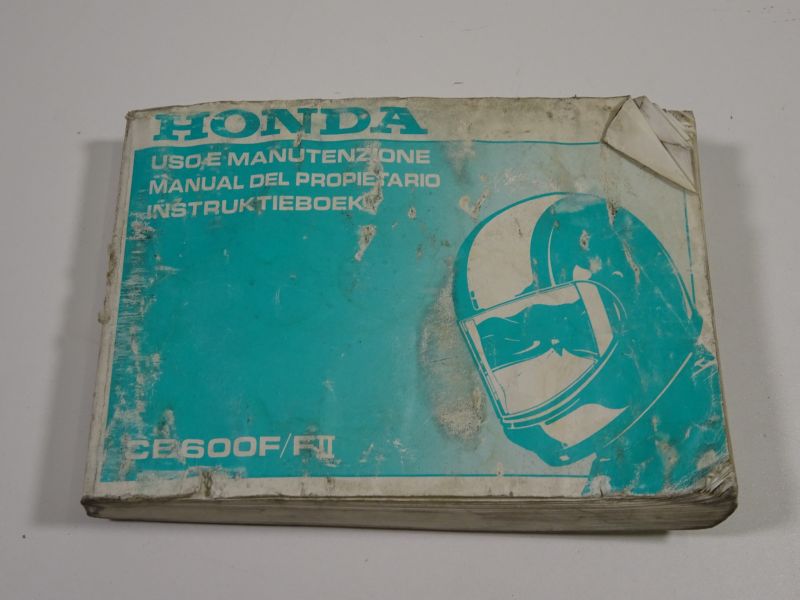 HONDA
USO E MANUTENZIONE
MANUAL DEL PROPIETARIO
INSTRUKTIEBOEK
CB600F/FII